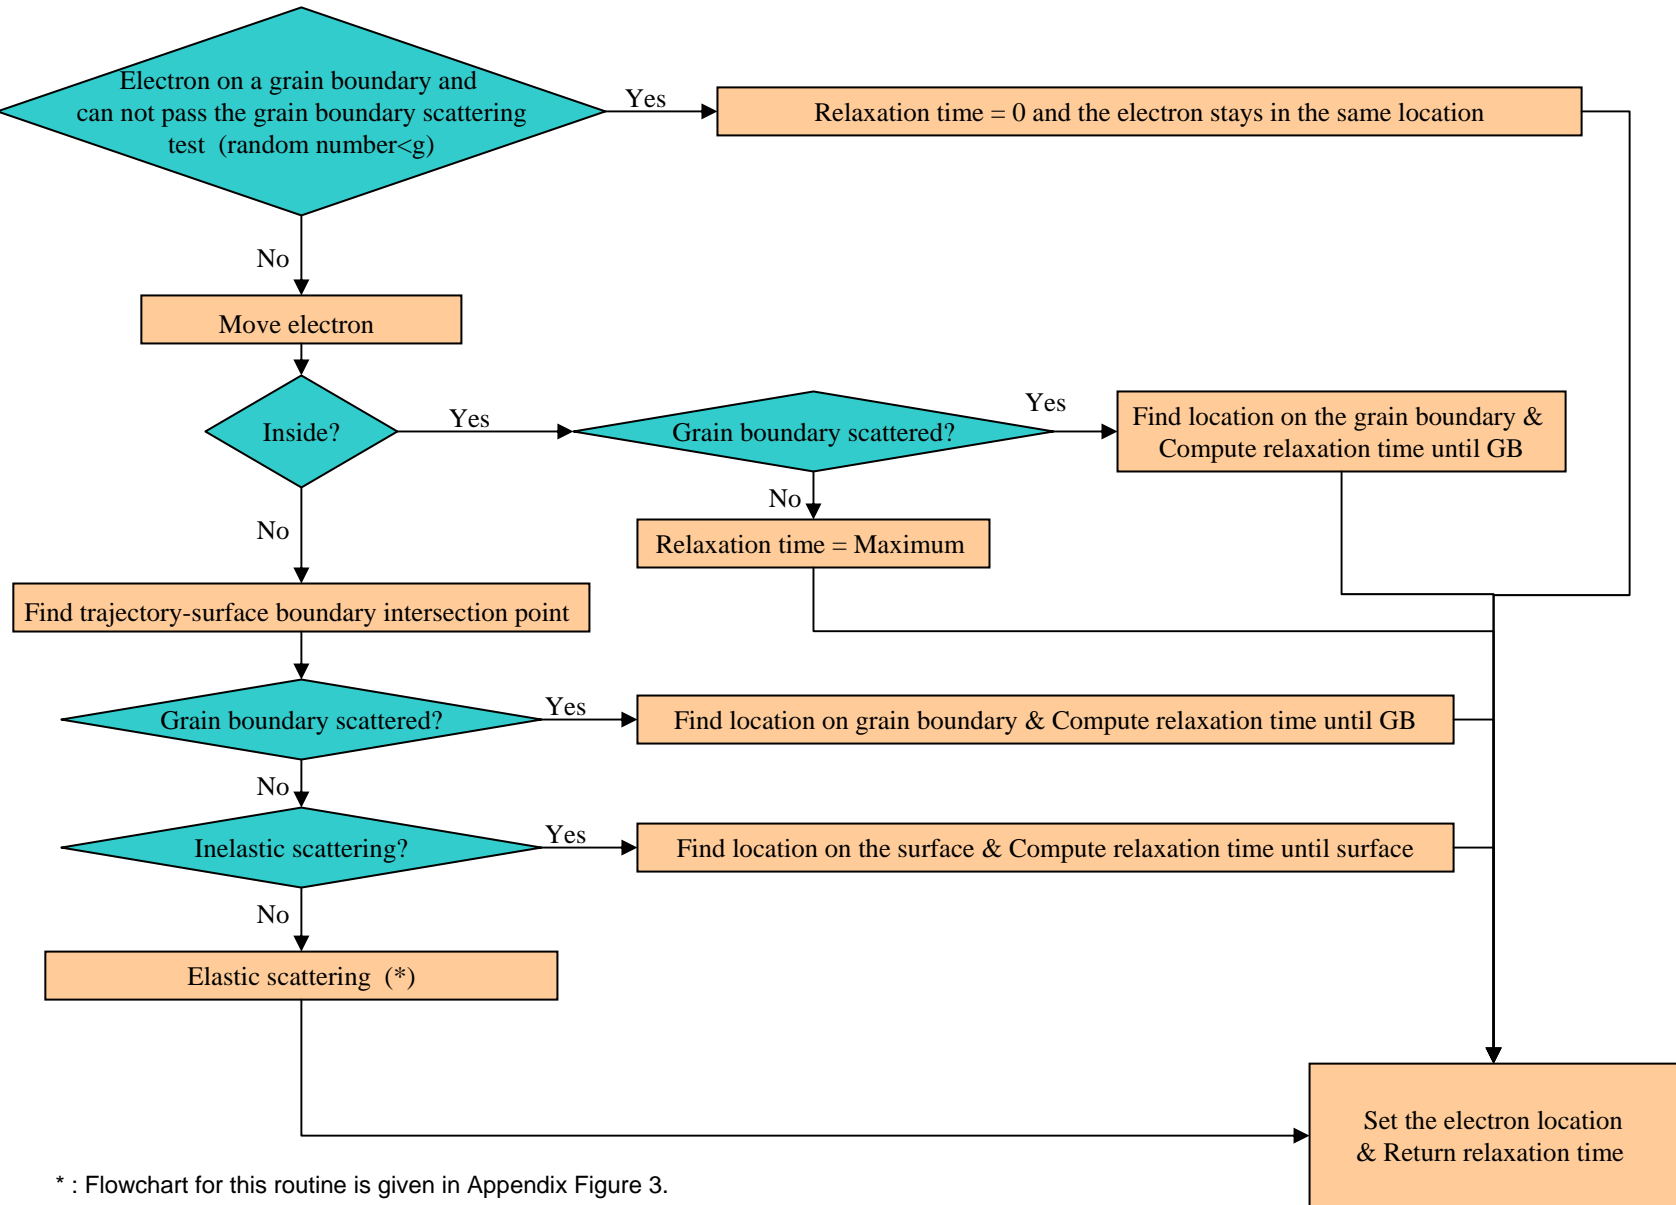 Electron on a grain boundary and
can not pass the grain boundary scattering
test (random number<g)
Yes
Relaxation time = 0 and the electron stays in the same location
No
Move electron
Inside?
Yes
Grain boundary scattered?
Yes
Find location on the grain boundary &
Compute relaxation time until GB
No
Relaxation time = Maximum
No
Find trajectory-surface boundary intersection point
Grain boundary scattered?
Yes
Find location on grain boundary & Compute relaxation time until GB
No
Inelastic scattering?
Yes
Find location on the surface & Compute relaxation time until surface
No
Elastic scattering (*)
Set the electron location
& Return relaxation time
* : Flowchart for this routine is given in Appendix Figure 3.